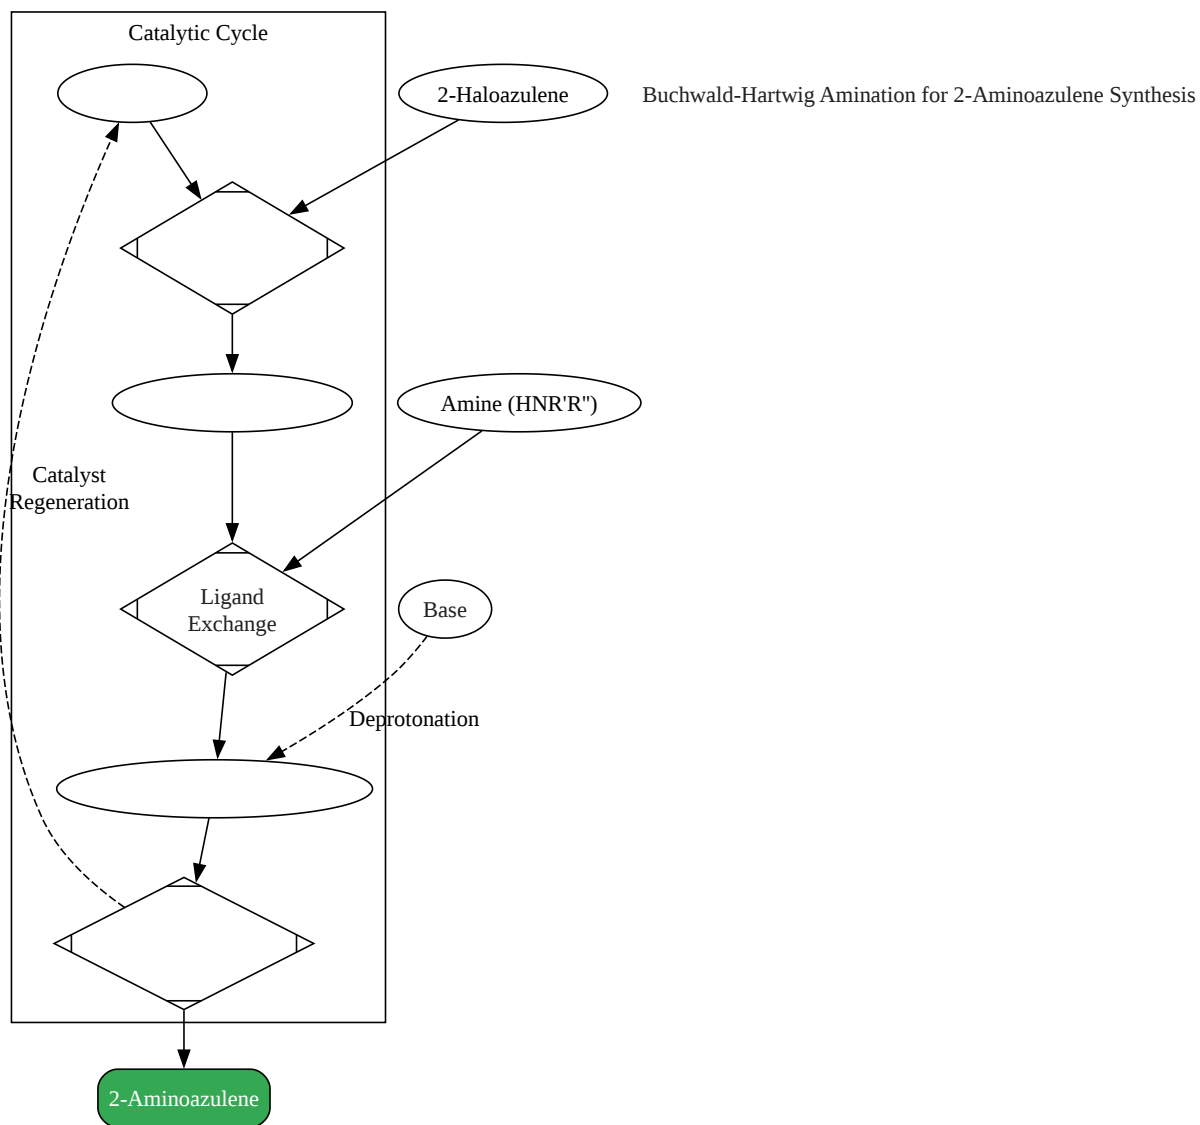 Catalytic Cycle
2-Haloazulene
Buchwald-Hartwig Amination for 2-Aminoazulene Synthesis
Amine (HNR'R")
Catalyst
Regeneration
Ligand
Exchange
Base
Deprotonation
2-Aminoazulene